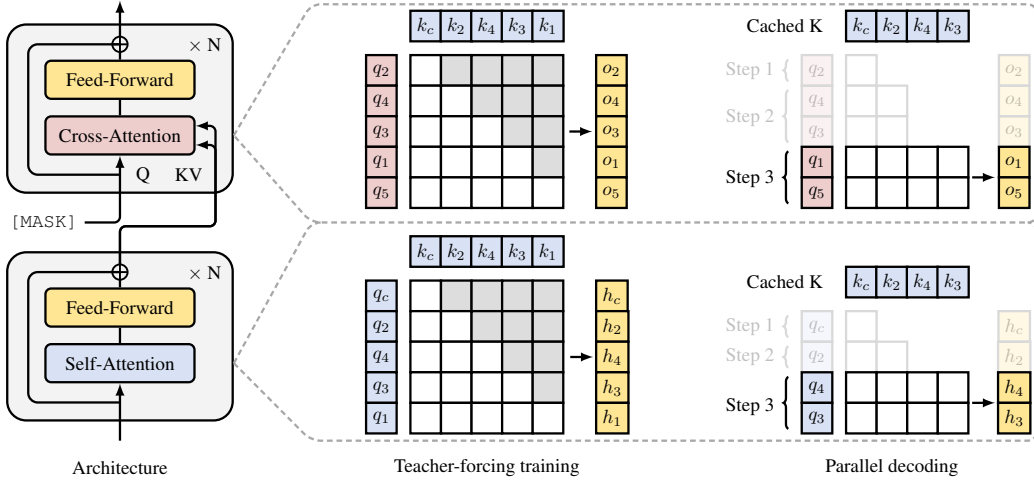 × N
Feed-Forward
Cross-Attention
Q KV
[MASK]
× N
Feed-Forward
Self-Attention
Architecture
k_c k_2 k_4 k_3 k_1
q_2 o_2
q_4 o_4
q_3 o_3
q_1 o_1
q_5 o_5
k_c k_2 k_4 k_3 k_1
q_c h_c
q_2 h_2
q_4 h_4
q_3 h_3
q_1 h_1
Teacher-forcing training
Cached K k_c k_2 k_4 k_3
Step 1 q_2 o_2
Step 2 q_4 o_4
q_3 o_3
Step 3 q_1 o_1
q_5 o_5
Cached K k_c k_2 k_4 k_3
Step 1 q_c h_c
Step 2 q_2 h_2
Step 3 q_4 h_4
q_3 h_3
Parallel decoding